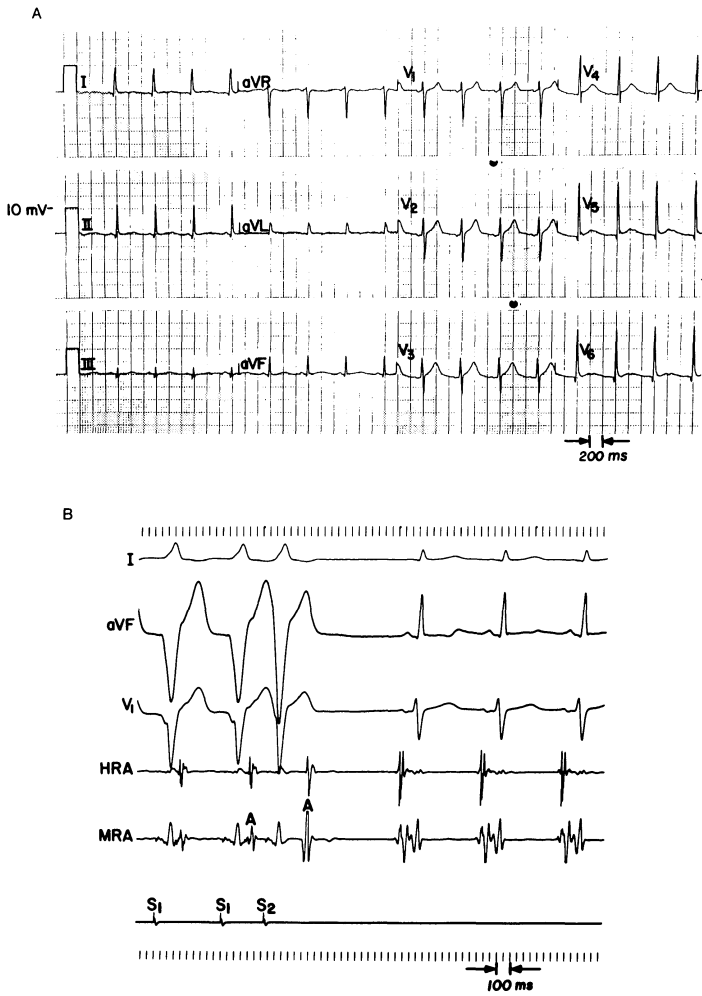 A
I aVR V1 V4
10 mV-
II aVL V2 V5
III aVF V3 V6
200 ms
B
I
aVF
V1
HRA
A A
MRA
S1 S1 S2
100 ms